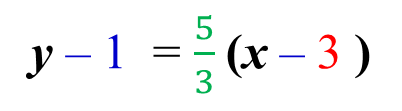 y – 1 = 5/3 (x – 3)